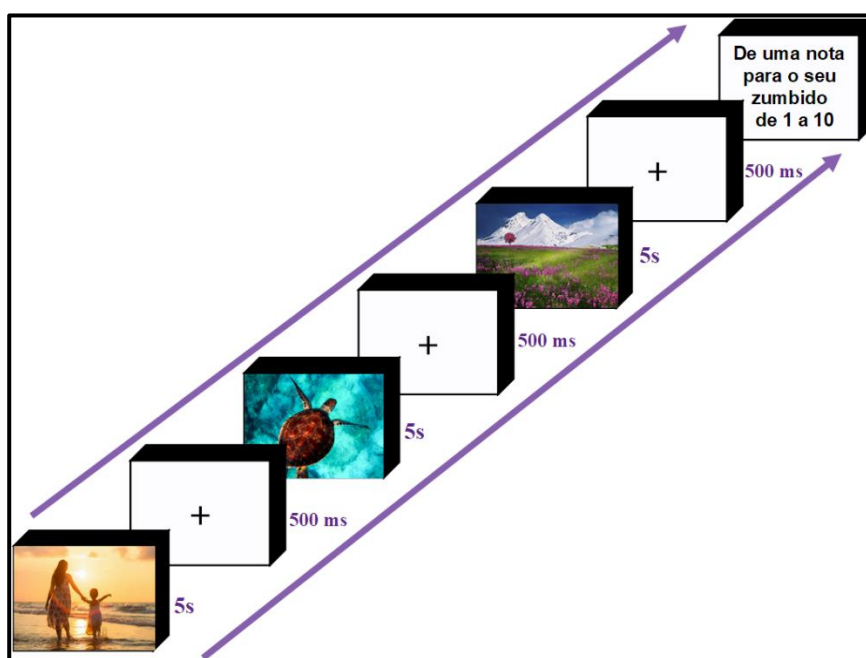 De uma nota
para o seu
zumbido
de 1 a 10
+
500 ms
5s
+
500 ms
5s
+
500 ms
5s